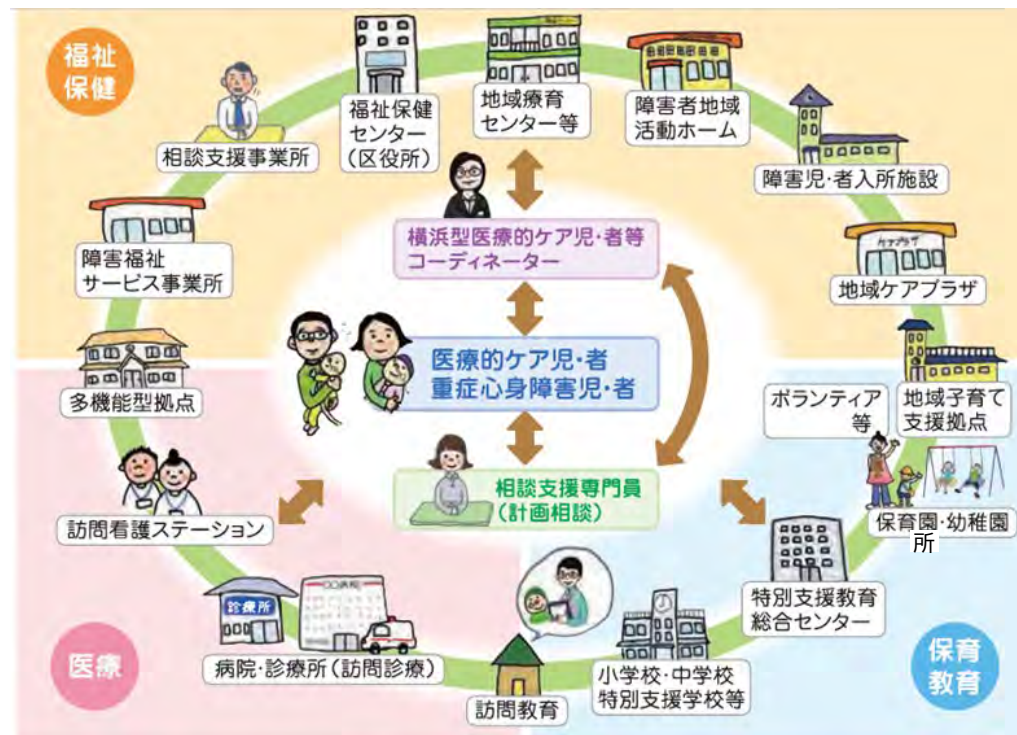 福祉
保健
相談支援事業所
福祉保健
センター
(区役所)
地域療育
センター等
障害者地域
活動ホーム
障害児・者入所施設
障害福祉
サービス事業所
横浜型医療的ケア児・者等
コーディネーター
ケアプラザ
地域ケアプラザ
多機能型拠点
医療的ケア児・者
重症心身障害児・者
ボランティア
等
地域子育て
支援拠点
訪問看護ステーション
相談支援専門員
(計画相談)
保育園・幼稚園
所
特別支援教育
総合センター
診療所
〇〇病院
病院・診療所(訪問診療)
訪問教育
小学校・中学校
特別支援学校等
医療
保育
教育